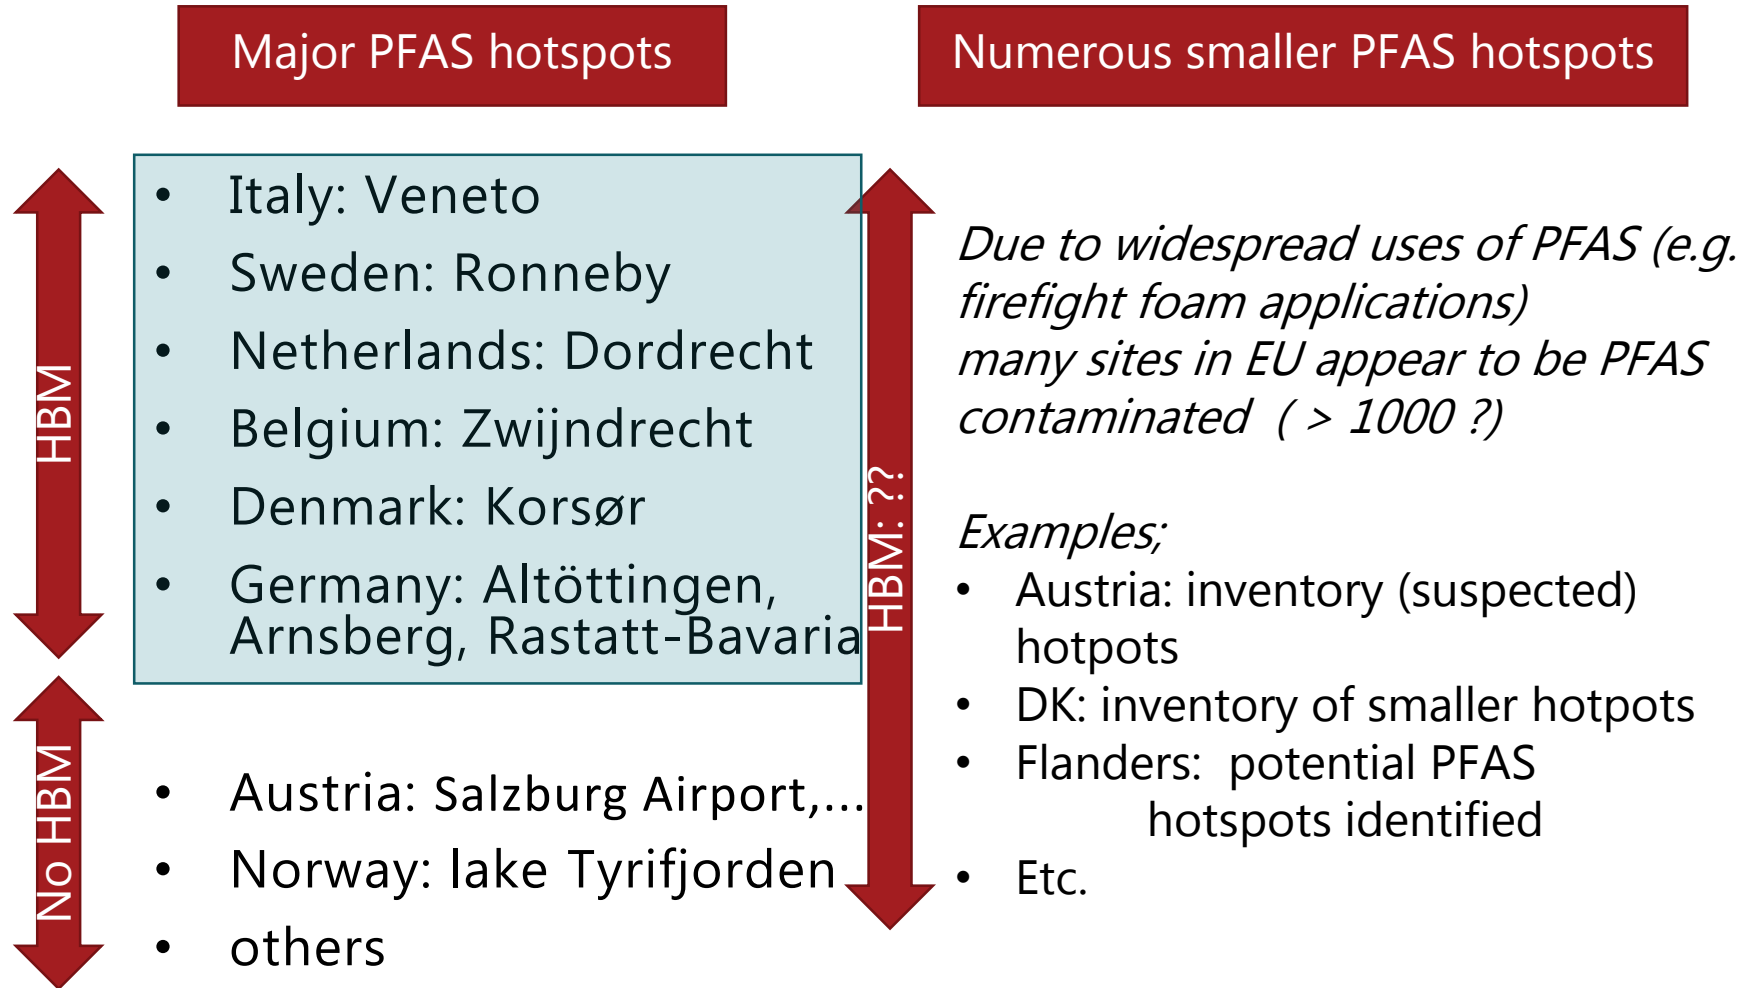 Major PFAS hotspots
Numerous smaller PFAS hotspots
HBM
• Italy: Veneto
• Sweden: Ronneby
• Netherlands: Dordrecht
• Belgium: Zwijndrecht
• Denmark: Korsør
• Germany: Altöttingen,
Arnsberg, Rastatt-Bavaria
No HBM
• Austria: Salzburg Airport,...
• Norway: lake Tyrifjorden
• others
HBM: ??
Due to widespread uses of PFAS (e.g.
firefight foam applications)
many sites in EU appear to be PFAS
contaminated ( > 1000 ?)
Examples;
• Austria: inventory (suspected)
hotpots
• DK: inventory of smaller hotpots
• Flanders: potential PFAS
hotspots identified
• Etc.